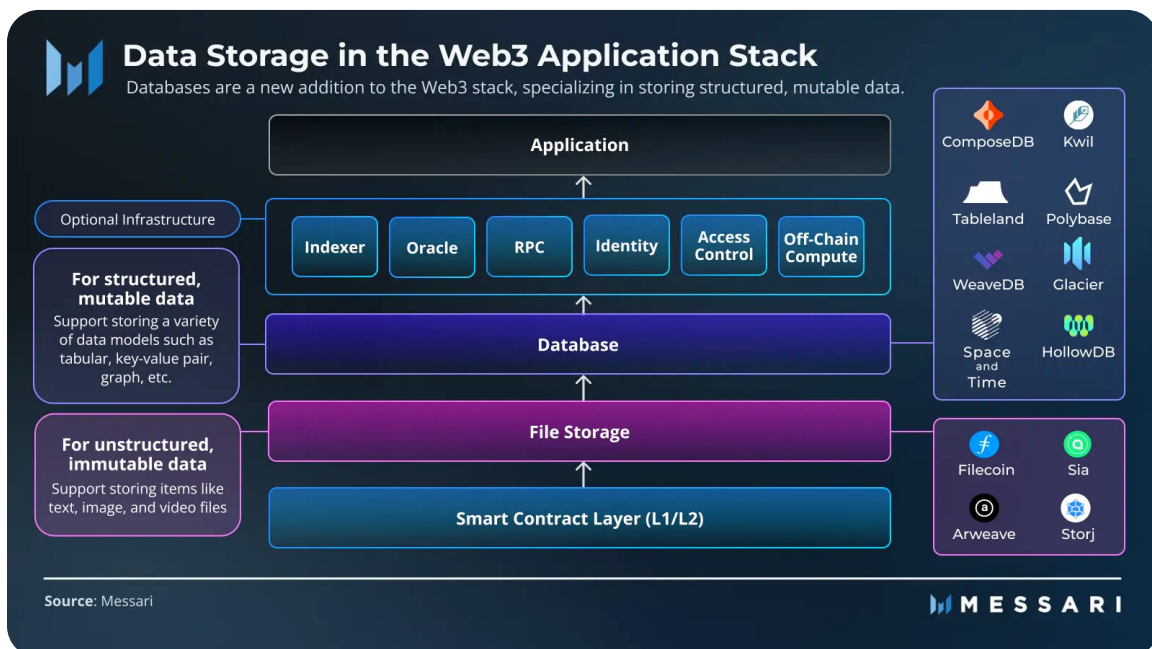 Data Storage in the Web3 Application Stack
Databases are a new addition to the Web3 stack, specializing in storing structured, mutable data.
Application
Optional Infrastructure
Indexer
Oracle
RPC
Identity
Access
Control
Off-Chain
Compute
For structured,
mutable data
Support storing a variety
of data models such as
tabular, key-value pair,
graph, etc.
Database
ComposeDB
Kwil
Tableland
Polybase
WeaveDB
Glacier
Space
and
Time
HollowDB
For unstructured,
immutable data
Support storing items like
text, image, and video files
File Storage
Filecoin
Sia
Arweave
Storj
Smart Contract Layer (L1/L2)
Source: Messari
MESSARI